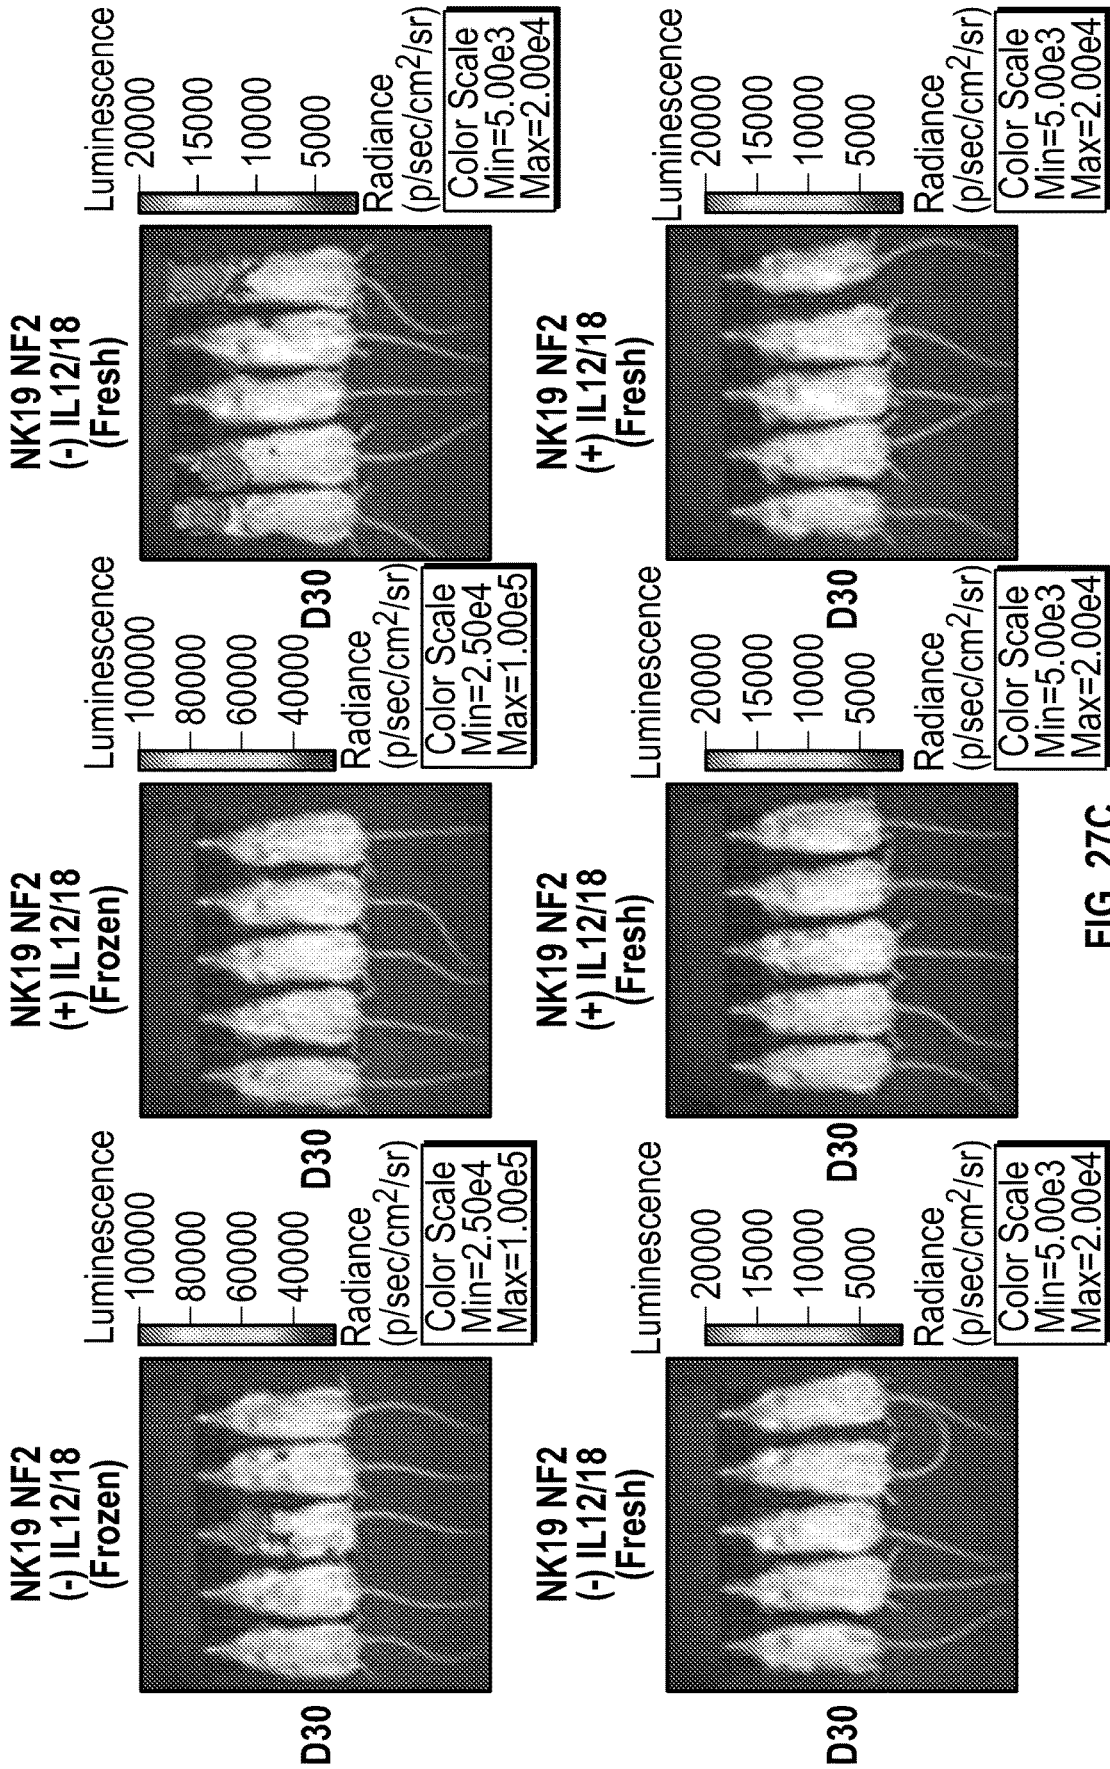 NK19 NF2
(-) IL12/18
(Frozen)
D30
Luminescence
100000
80000
60000
40000
Radiance
(p/sec/cm²/sr)
Color Scale
Min=2.50e4
Max=1.00e5
NK19 NF2
(+) IL12/18
(Frozen)
D30
Luminescence
100000
80000
60000
40000
Radiance
(p/sec/cm²/sr)
Color Scale
Min=2.50e4
Max=1.00e5
NK19 NF2
(-) IL12/18
(Fresh)
D30
Luminescence
20000
15000
10000
5000
Radiance
(p/sec/cm²/sr)
Color Scale
Min=5.00e3
Max=2.00e4
NK19 NF2
(-) IL12/18
(Fresh)
D30
Luminescence
20000
15000
10000
5000
Radiance
(p/sec/cm²/sr)
Color Scale
Min=5.00e3
Max=2.00e4
NK19 NF2
(+) IL12/18
(Fresh)
D30
Luminescence
20000
15000
10000
5000
Radiance
(p/sec/cm²/sr)
Color Scale
Min=5.00e3
Max=2.00e4
NK19 NF2
(+) IL12/18
(Fresh)
D30
Luminescence
20000
15000
10000
5000
Radiance
(p/sec/cm²/sr)
Color Scale
Min=5.00e3
Max=2.00e4
FIG. 27C